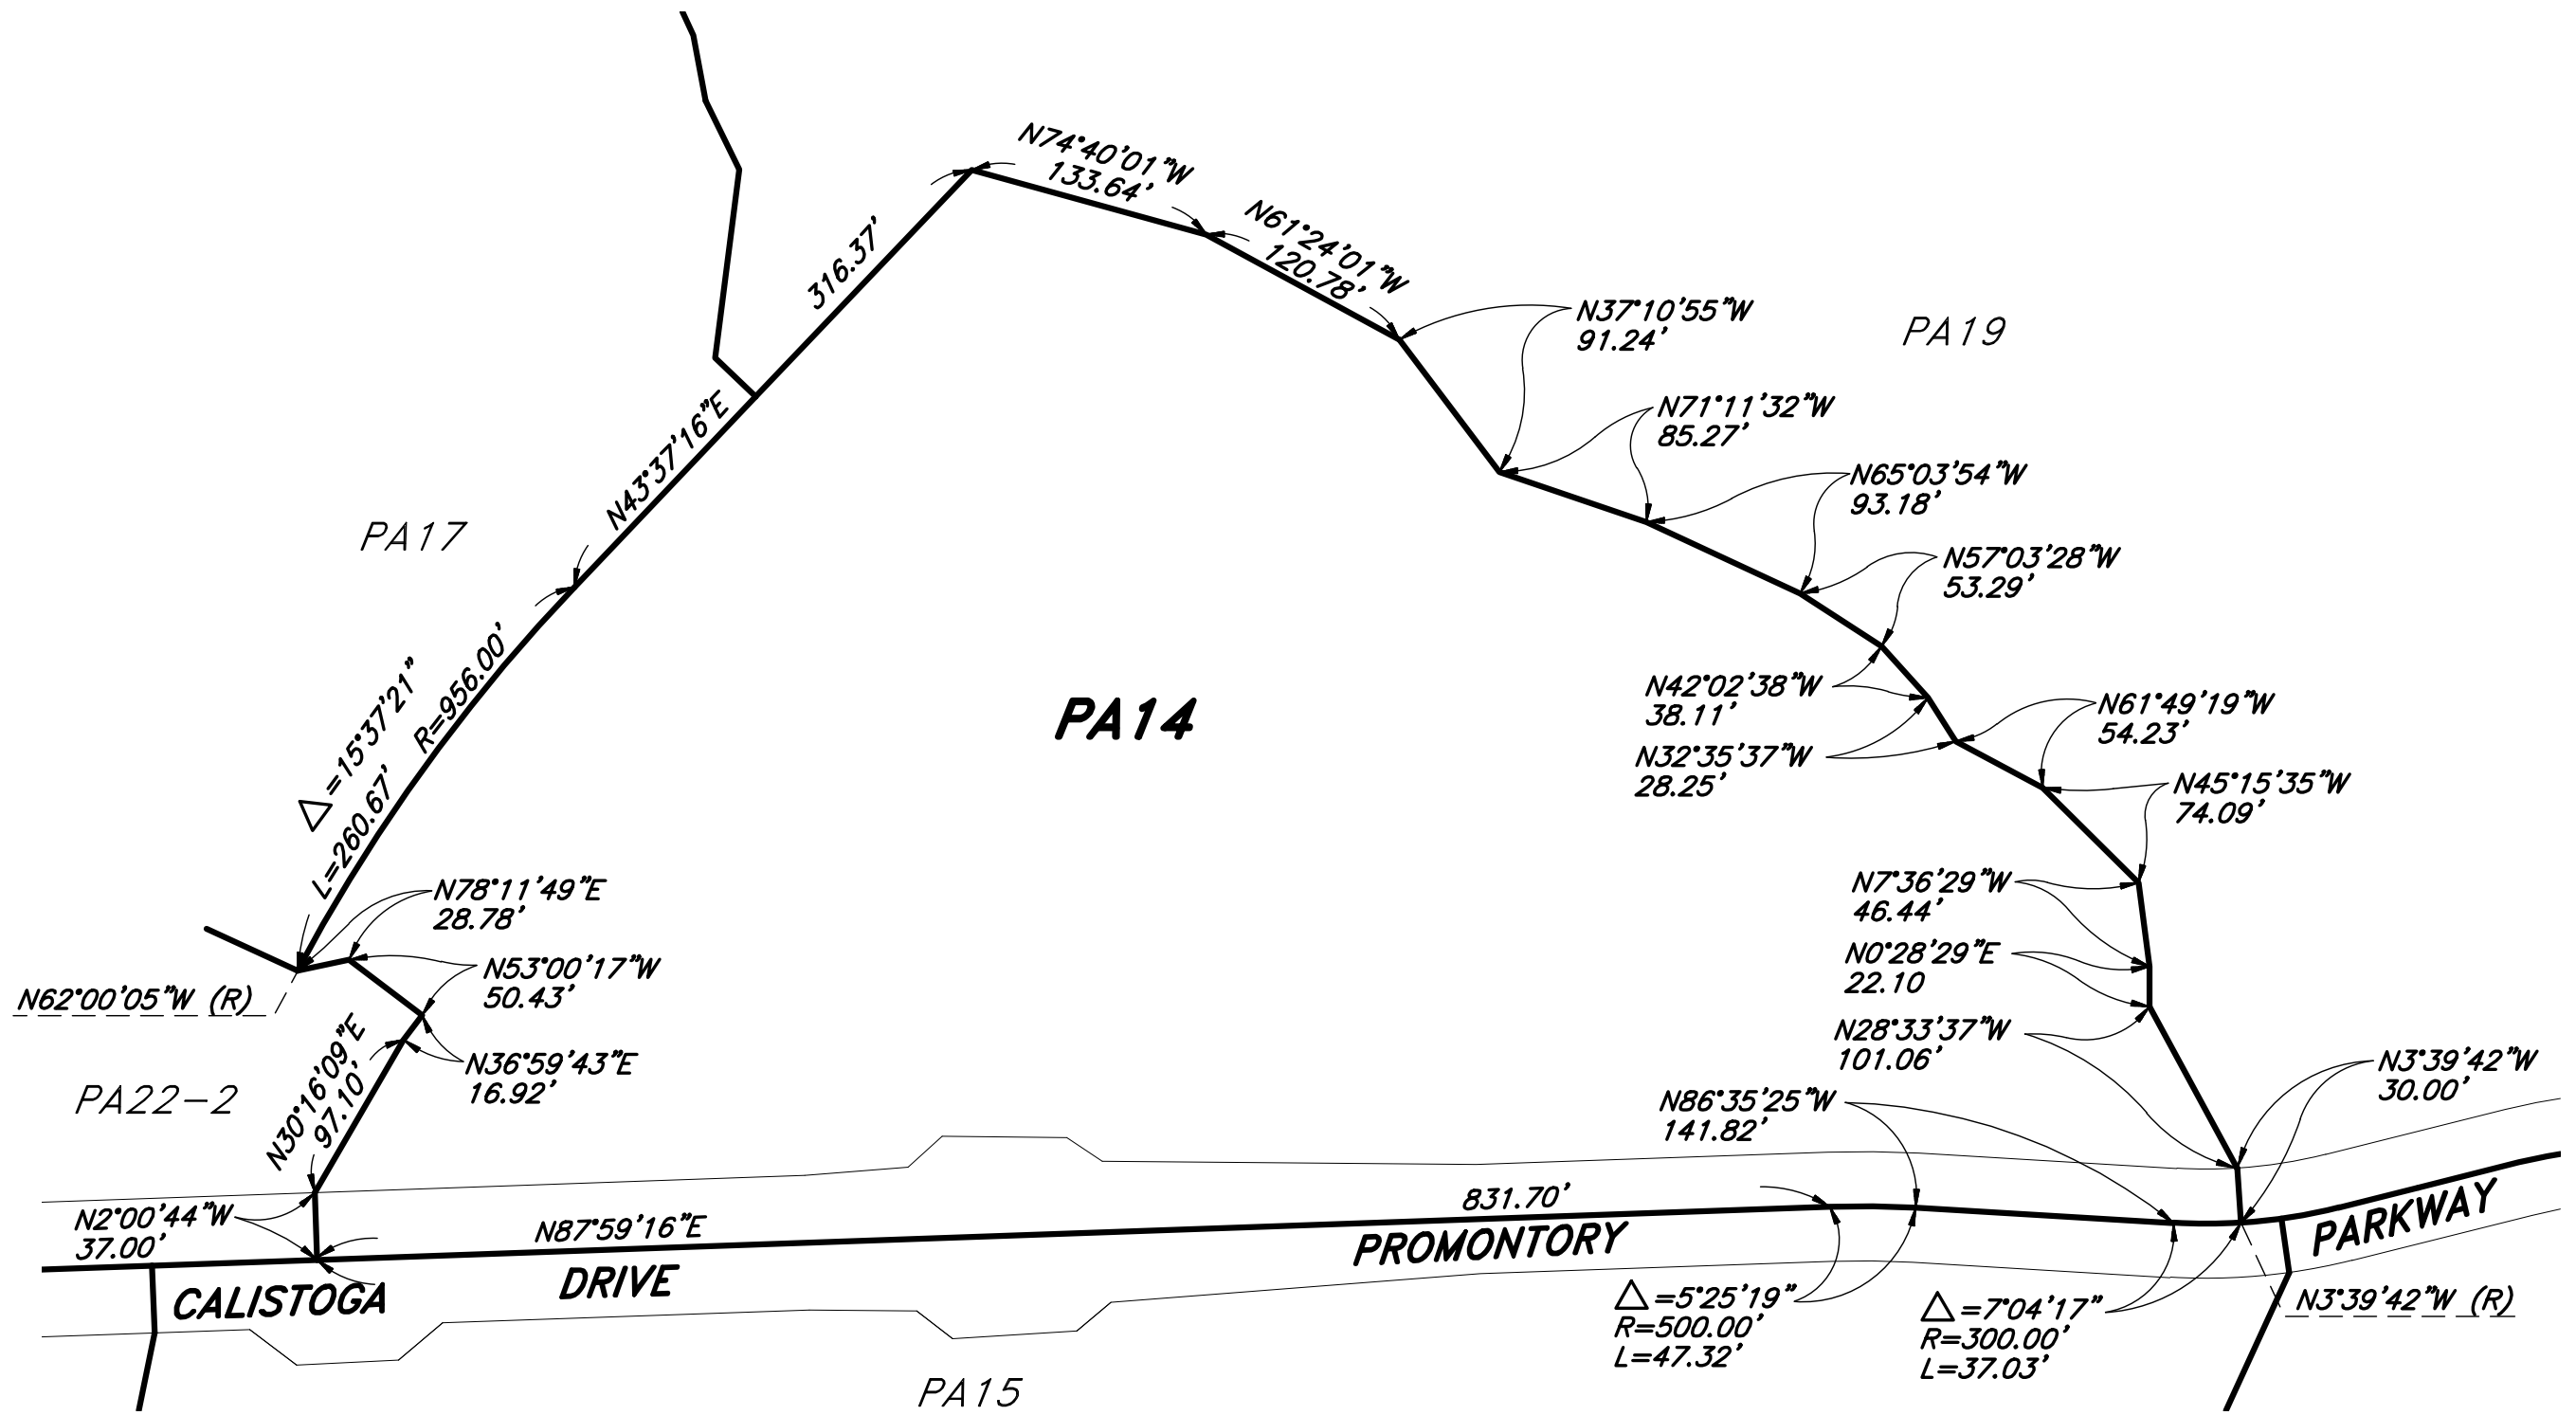 N74°40'01"W
133.64'
N61°24'01"W
120.78'
316.37'
N37°10'55"W
91.24'
PA19
N71°11'32"W
85.27'
N43°37'16"E
N65°03'54"W
93.18'
PA17
N57°03'28"W
53.29'
△=15°37'21"
R=956.00'
L=260.67'
N42°02'38"W
38.11'
PA14
N61°49'19"W
54.23'
N32°35'37"W
28.25'
N45°15'35"W
74.09'
N78°11'49"E
28.78'
N7°36'29"W
46.44'
N53°00'17"W
50.43'
N0°28'29"E
22.10
N62°00'05"W (R)
N28°33'37"W
101.06'
N36°59'43"E
16.92'
N30°16'09"E
97.10'
N3°39'42"W
30.00'
PA22-2
N86°35'25"W
141.82'
N2°00'44"W
37.00'
N87°59'16"E
831.70'
CALISTOGA DRIVE
PROMONTORY PARKWAY
△=5°25'19"
R=500.00'
L=47.32'
△=7°04'17"
R=300.00'
L=37.03'
N3°39'42"W (R)
PA15